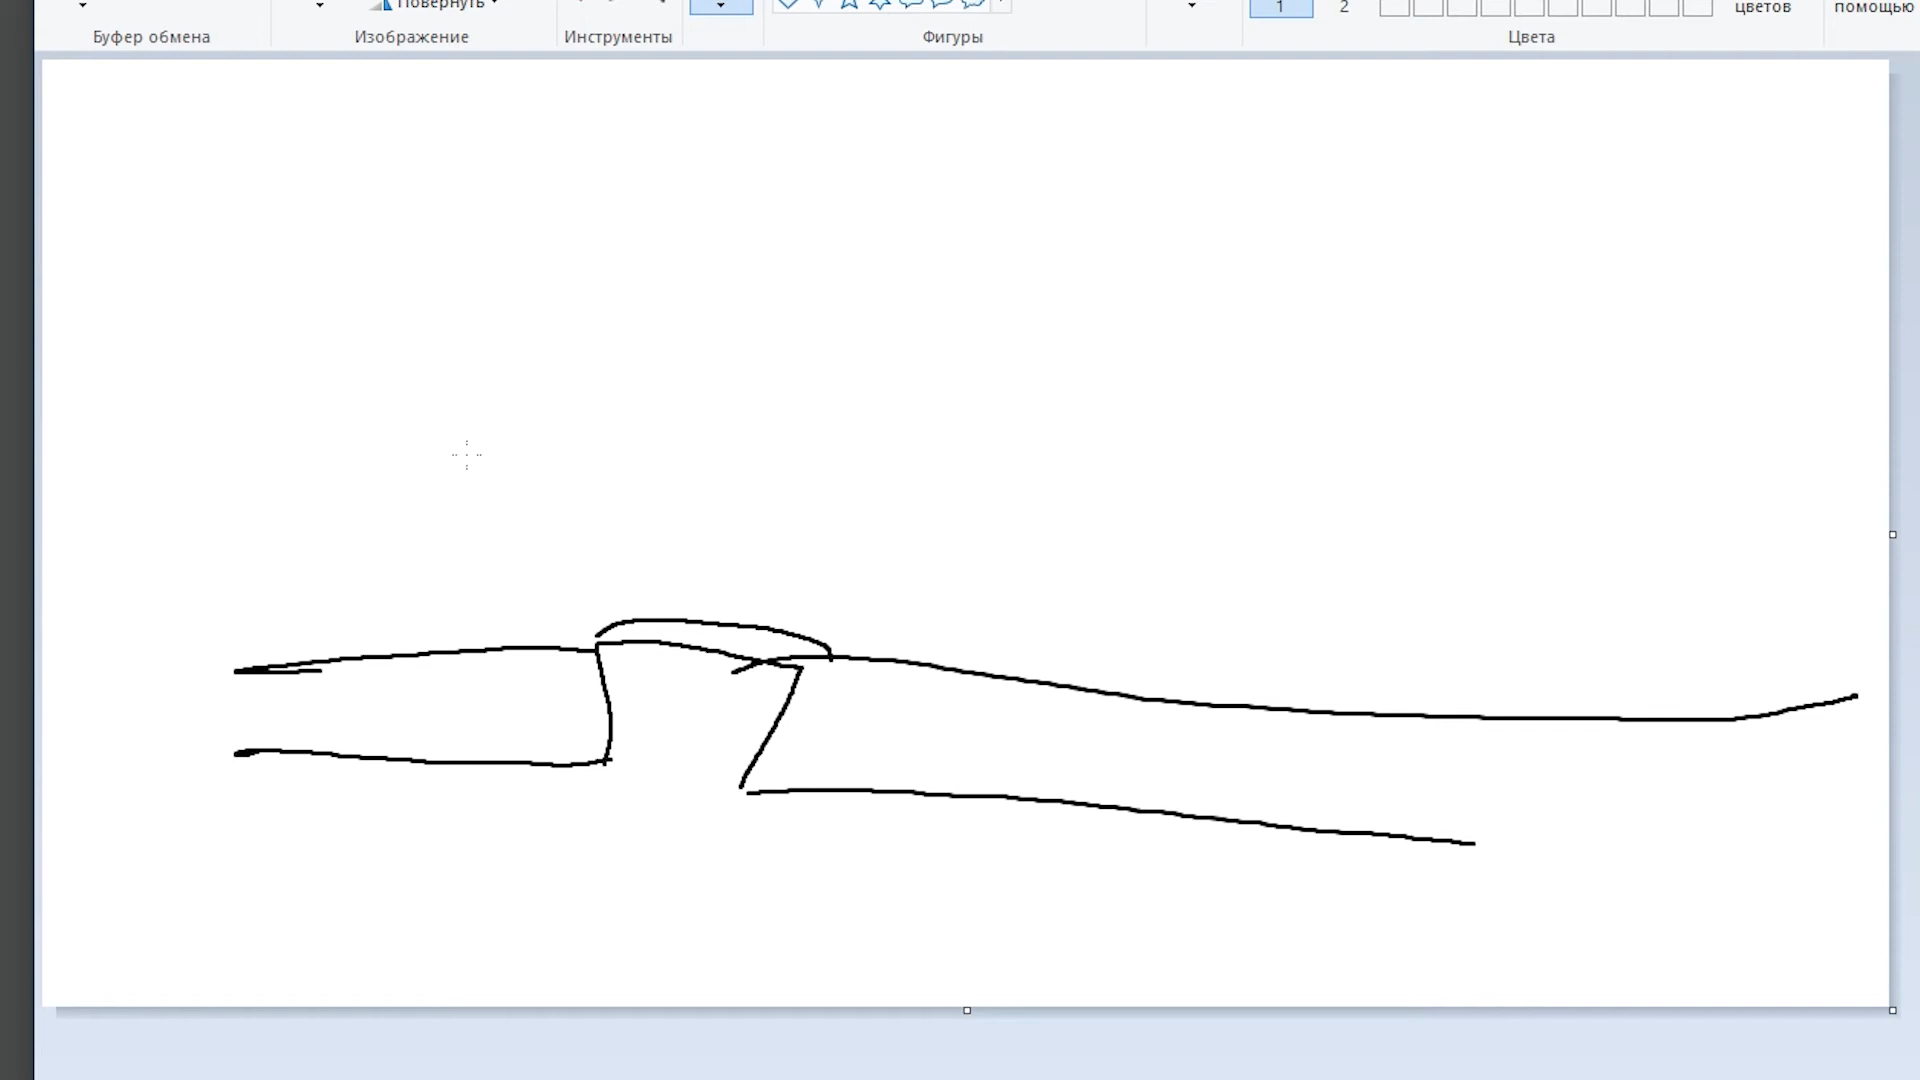 Повернуть
1 2
цветов
помощью
Буфер обмена
Изображение
Инструменты
Фигуры
Цвета